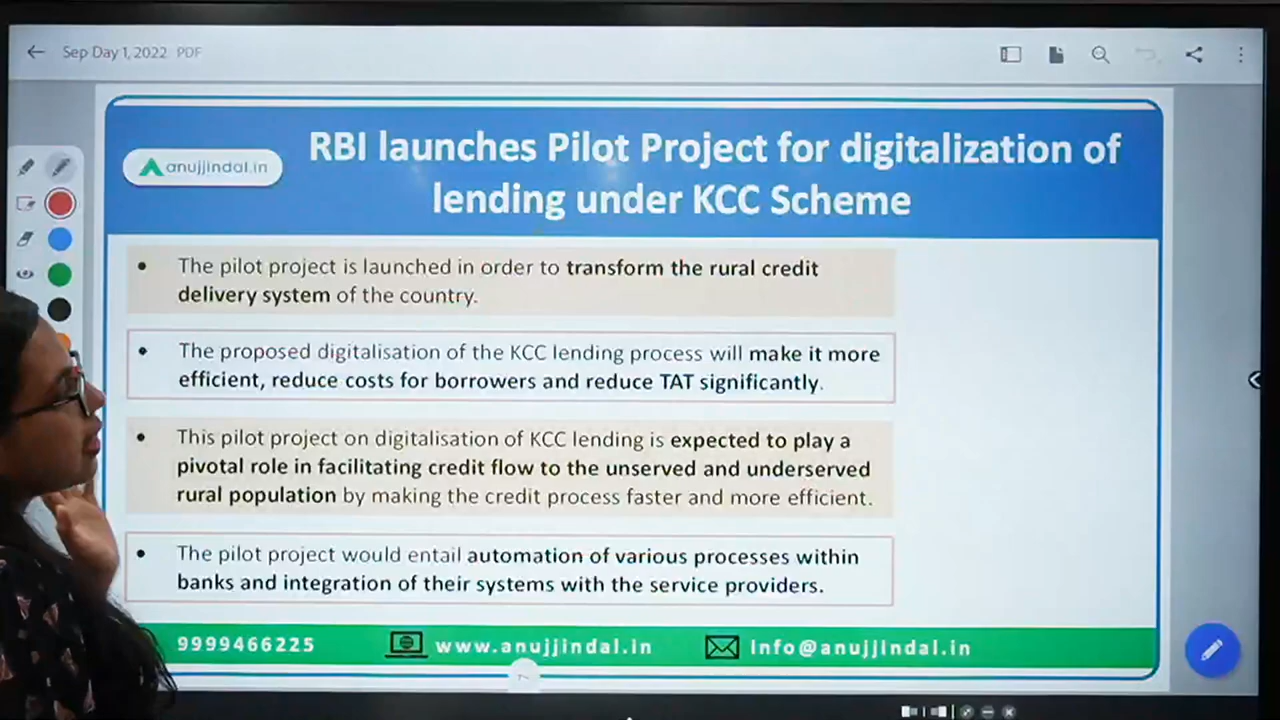 Sep Day 1, 2022 PDF
anujjindal.in
RBI launches Pilot Project for digitalization of
lending under KCC Scheme
• The pilot project is launched in order to transform the rural credit
delivery system of the country.
• The proposed digitalisation of the KCC lending process will make it more
efficient, reduce costs for borrowers and reduce TAT significantly.
• This pilot project on digitalisation of KCC lending is expected to play a
pivotal role in facilitating credit flow to the unserved and underserved
rural population by making the credit process faster and more efficient.
• The pilot project would entail automation of various processes within
banks and integration of their systems with the service providers.
9999466225 www.anujjindal.in info@anujjindal.in